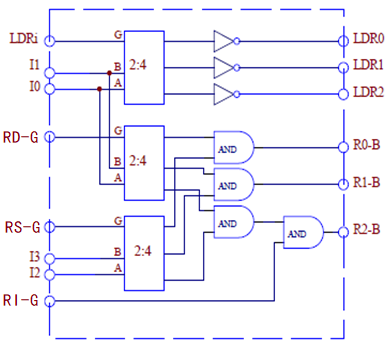 LDRi G LDR0
I1 B 2:4 LDR1
I0 A LDR2
RD-G G R0-B
AND
B 2:4
A AND R1-B
RS-G G AND R2-B
AND
I3 B 2:4
I2 A
RI-G